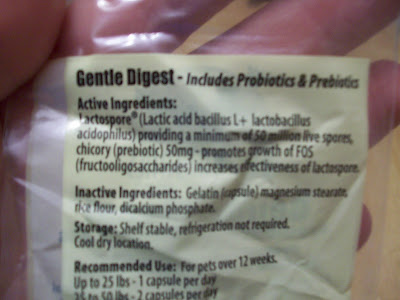 Gentle Digest - Includes Probiotics & Prebiotics
Active Ingredients:
Lactospore® (Lactic acid bacillus L+ lactobacillus
acidophilus) providing a minimum of 50 million live spores,
chicory (prebiotic) 50mg - promotes growth of FOS
(fructooligosaccharides) increases effectiveness of lactospore.
Inactive Ingredients: Gelatin (capsule) magnesium stearate,
rice flour, dicalcium phosphate.
Storage: Shelf stable, refrigeration not required.
Cool dry location.
Recommended Use: For pets over 12 weeks.
Up to 25 lbs - 1 capsule per day
25 to 50 lbs - 2 capsules per day